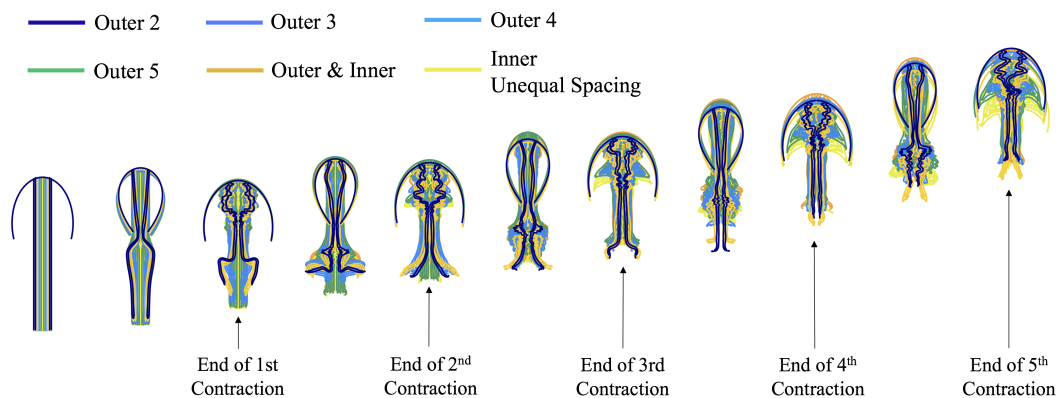 Outer 2
Outer 3
Outer 4
Outer 5
Outer & Inner
Inner
Unequal Spacing
End of 1st
Contraction
End of 2nd
Contraction
End of 3rd
Contraction
End of 4th
Contraction
End of 5th
Contraction